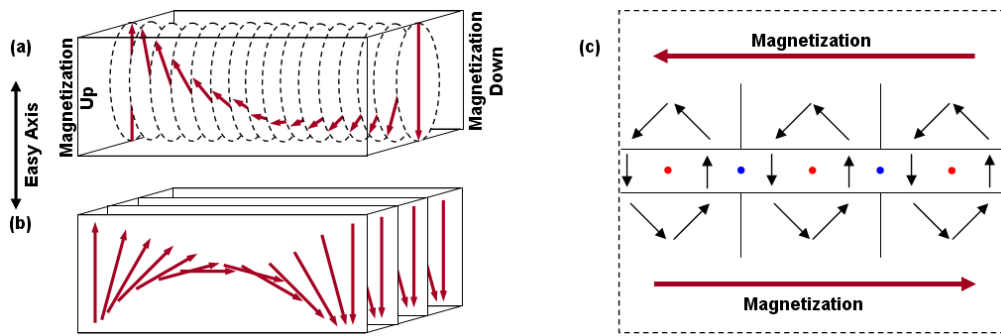 (a)
Magnetization
Up
Magnetization
Down
Easy Axis
(b)
(c)
Magnetization
Magnetization